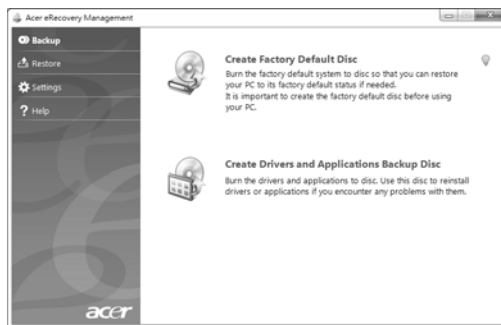 Acer eRecovery Management
Backup
Restore
Settings
Help
Create Factory Default Disc
Burn the factory default system to disc so that you can restore
your PC to its factory default status if needed.
It is important to create the factory default disc before using
your PC.
Create Drivers and Applications Backup Disc
Burn the drivers and applications to disc. Use this disc to reinstall
drivers or applications if you encounter any problems with them.
acer